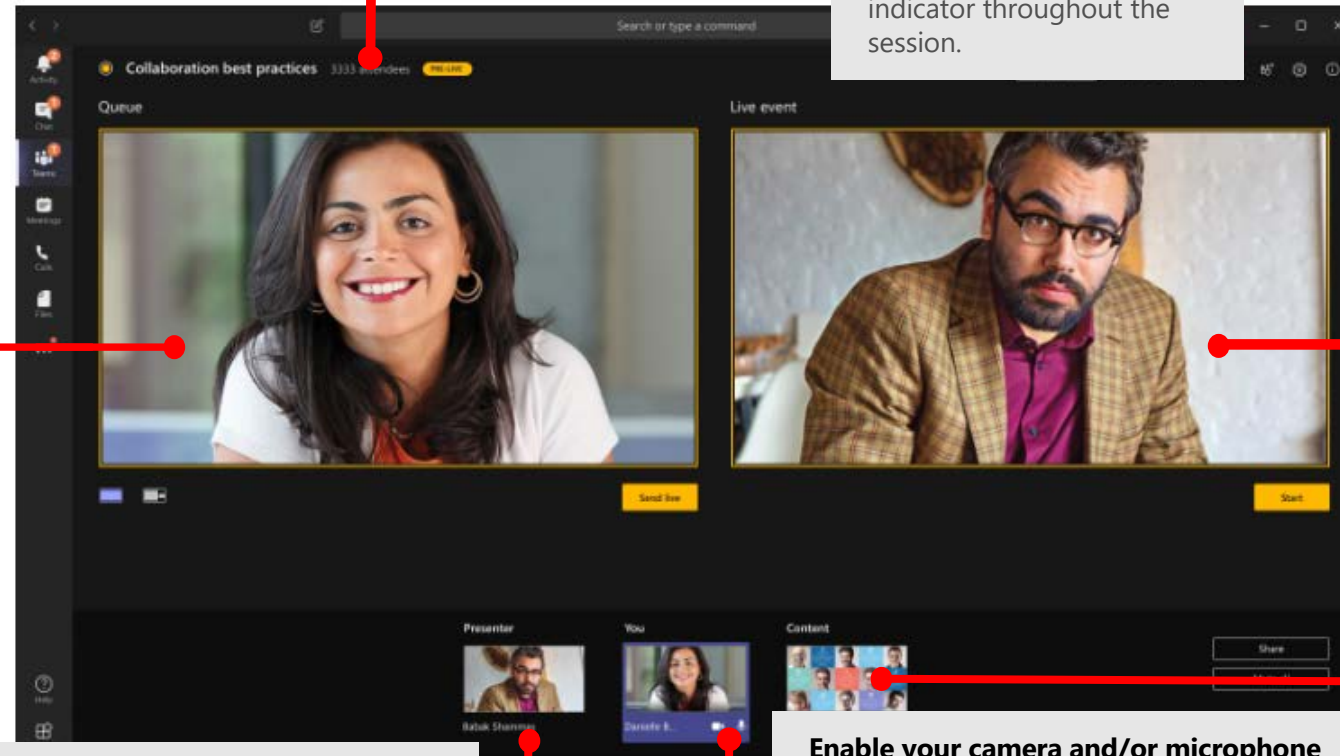 indicator throughout the
session.
Search or type a command
Activity
Collaboration best practices 3333 attendees PRE-LIVE
Chat
Queue
Live event
Teams
Meetings
Calls
Files
Send live
Start
Presenter
You
Content
Share
Help
Babak Shammas
Danielle B...
Enable your camera and/or microphone